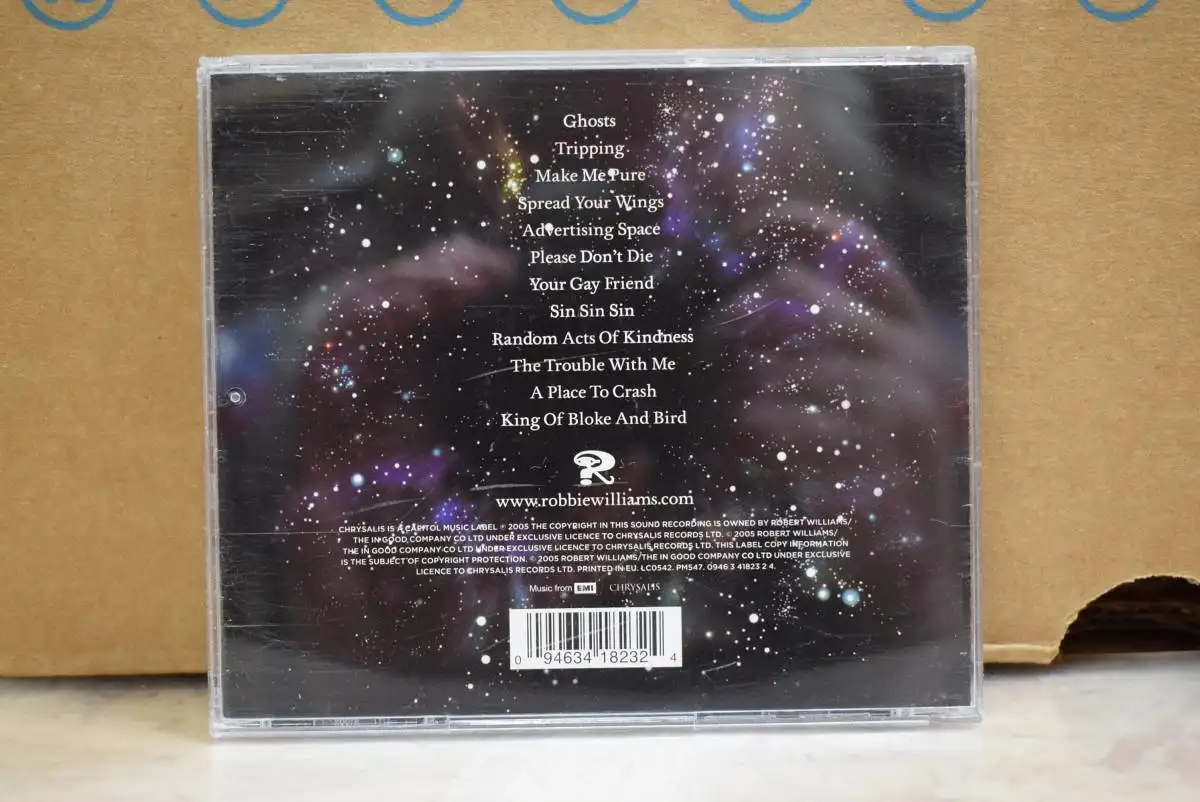 Ghosts
Tripping
Make Me Pure
Spread Your Wings
Advertising Space
Please Don't Die
Your Gay Friend
Sin Sin Sin
Random Acts Of Kindness
The Trouble With Me
A Place To Crash
King Of Bloke And Bird
www.robbiewilliams.com
CHRYSALIS IS A CAPITOL MUSIC LABEL ℗ 2005 THE COPYRIGHT IN THIS SOUND RECORDING IS OWNED BY ROBERT WILLIAMS/
THE IN GOOD COMPANY CO LTD UNDER EXCLUSIVE LICENCE TO CHRYSALIS RECORDS LTD. © 2005 ROBERT WILLIAMS/
THE IN GOOD COMPANY CO LTD UNDER EXCLUSIVE LICENCE TO CHRYSALIS RECORDS LTD. THIS LABEL COPY INFORMATION
IS THE SUBJECT OF COPYRIGHT PROTECTION. © 2005 ROBERT WILLIAMS/THE IN GOOD COMPANY CO LTD UNDER EXCLUSIVE
LICENCE TO CHRYSALIS RECORDS LTD. PRINTED IN EU. LC0542. PM547. 0946 3 41823 2 4.
Music from EMI CHRYSALIS
0 94634 18232 4